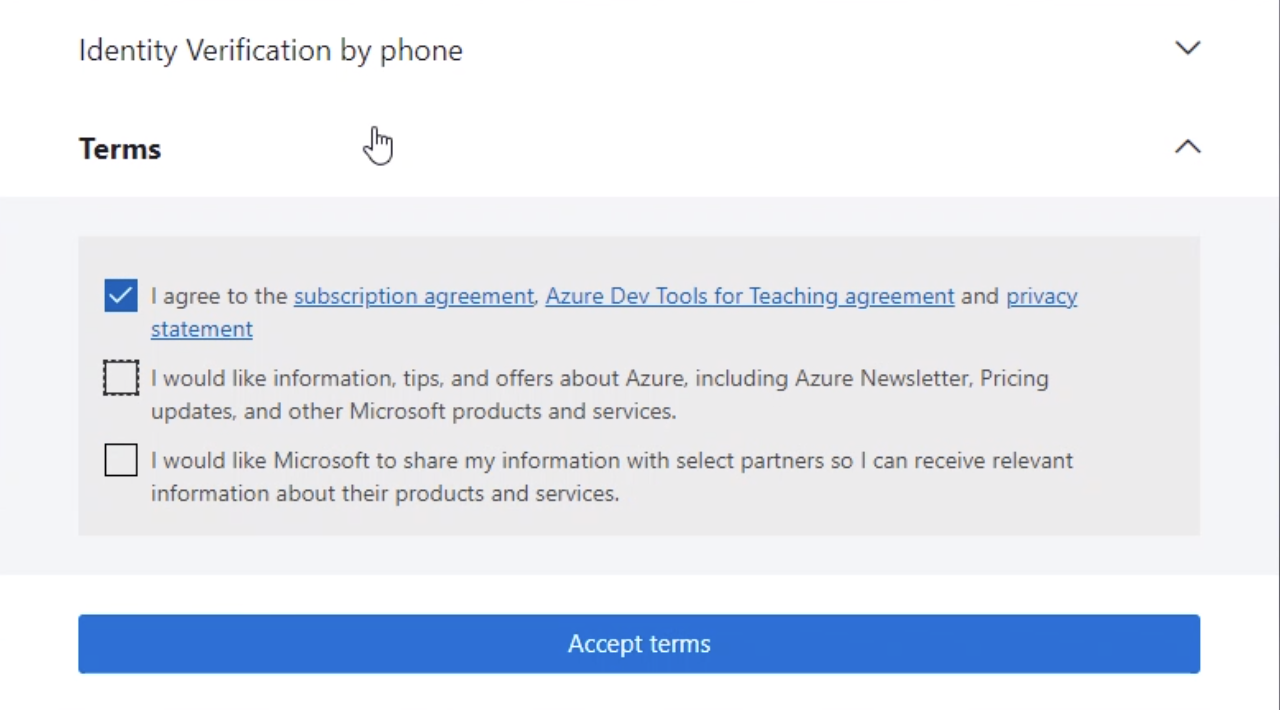 Identity Verification by phone
Terms
I agree to the subscription agreement, Azure Dev Tools for Teaching agreement and privacy
statement
I would like information, tips, and offers about Azure, including Azure Newsletter, Pricing
updates, and other Microsoft products and services.
I would like Microsoft to share my information with select partners so I can receive relevant
information about their products and services.
Accept terms